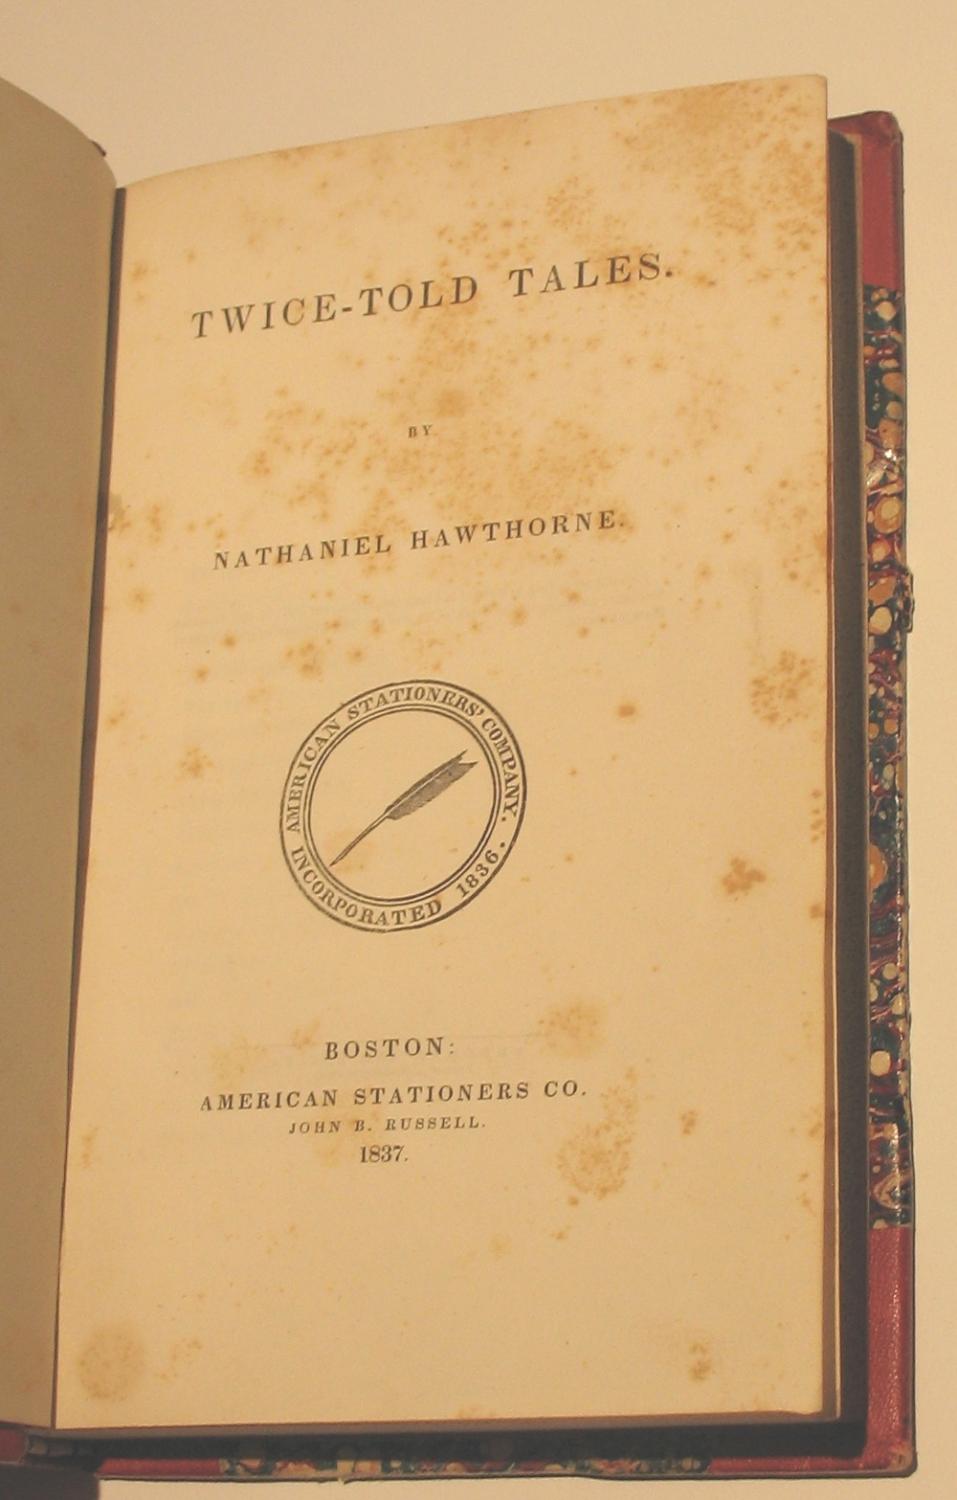 TWICE-TOLD TALES.
BY
NATHANIEL HAWTHORNE.
AMERICAN STATIONERS' COMPANY.
INCORPORATED 1836.
BOSTON:
AMERICAN STATIONERS CO.
JOHN B. RUSSELL.
1837.